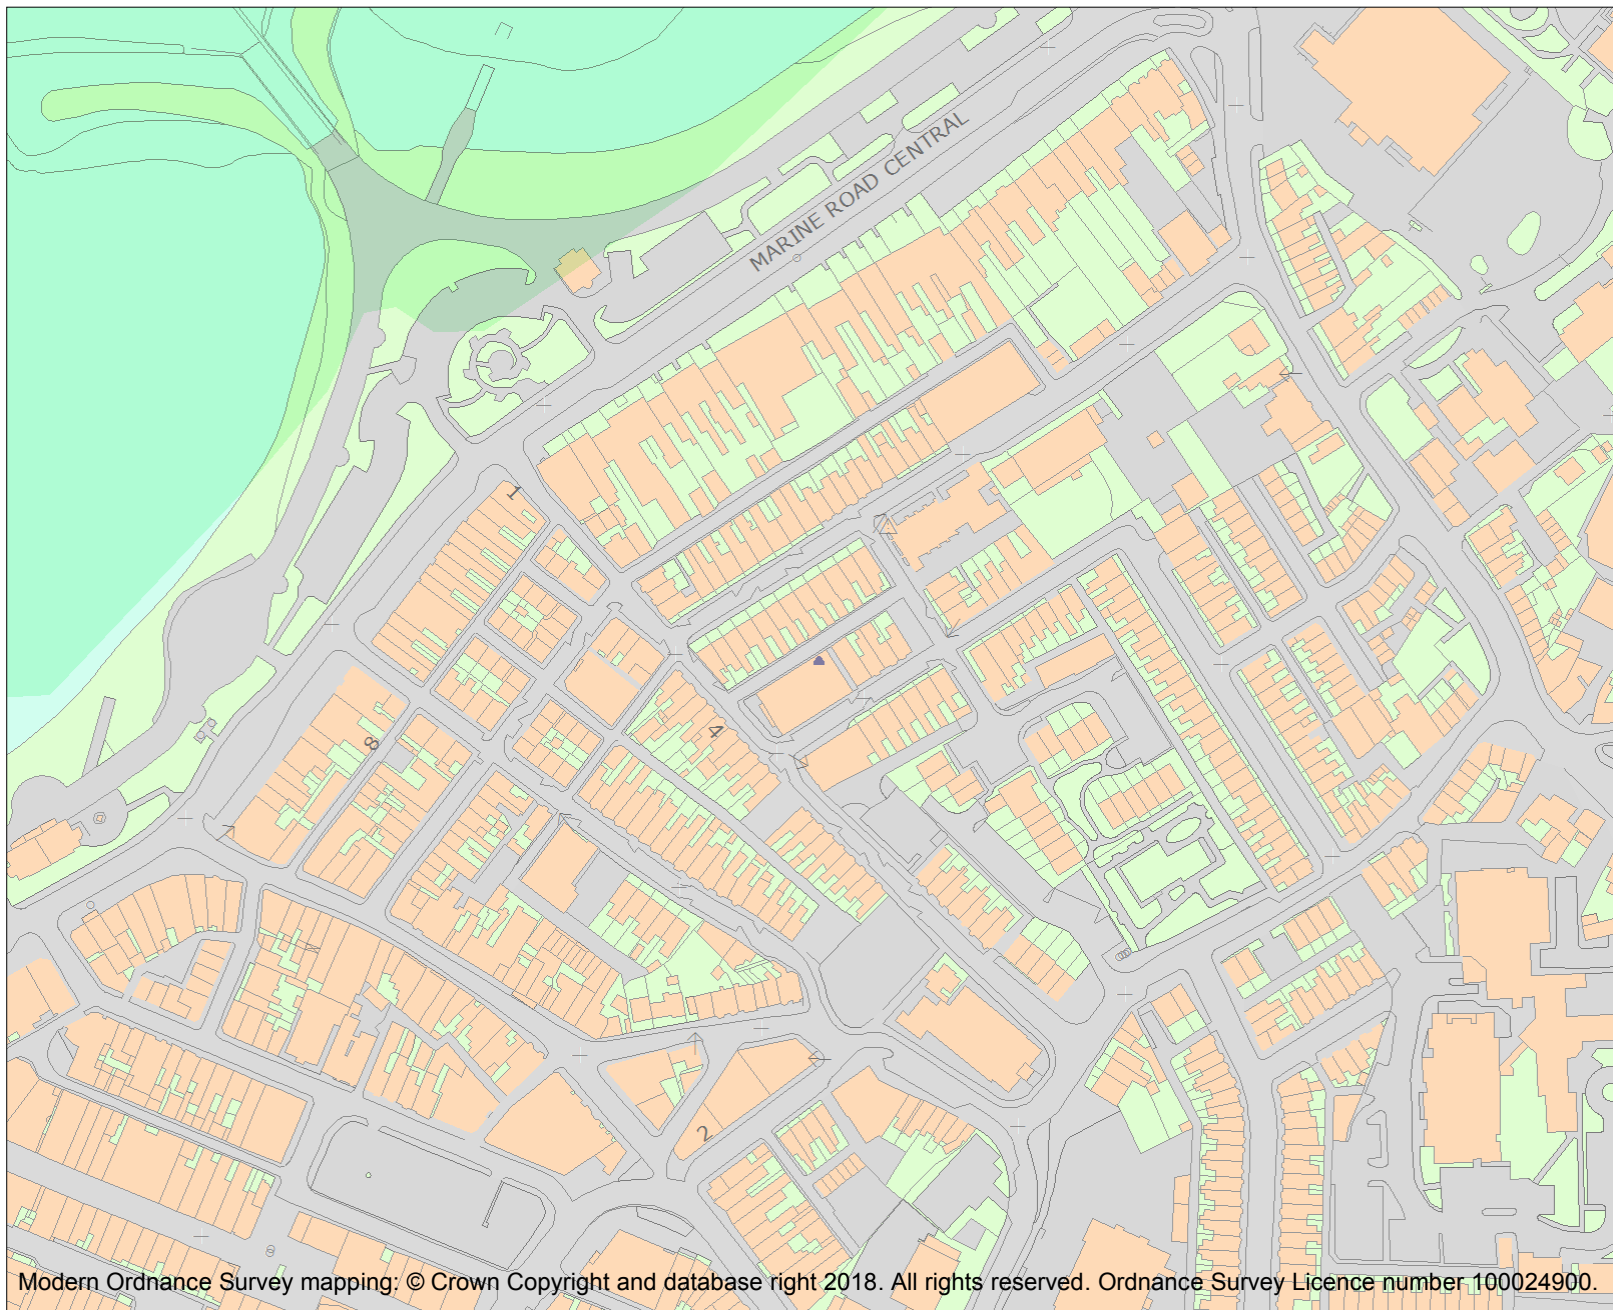 MARINE ROAD CENTRAL
1
4
8
2
Modern Ordnance Survey mapping: © Crown Copyright and database right 2018. All rights reserved. Ordnance Survey Licence number 100024900.